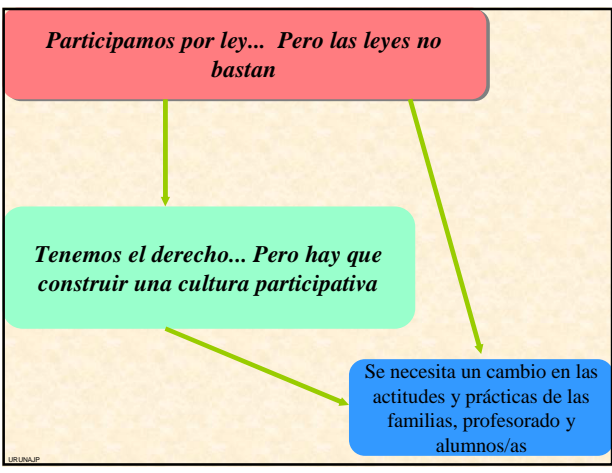 Participamos por ley... Pero las leyes no
bastan
Tenemos el derecho... Pero hay que
construir una cultura participativa
Se necesita un cambio en las
actitudes y prácticas de las
familias, profesorado y
alumnos/as
URUNAJP